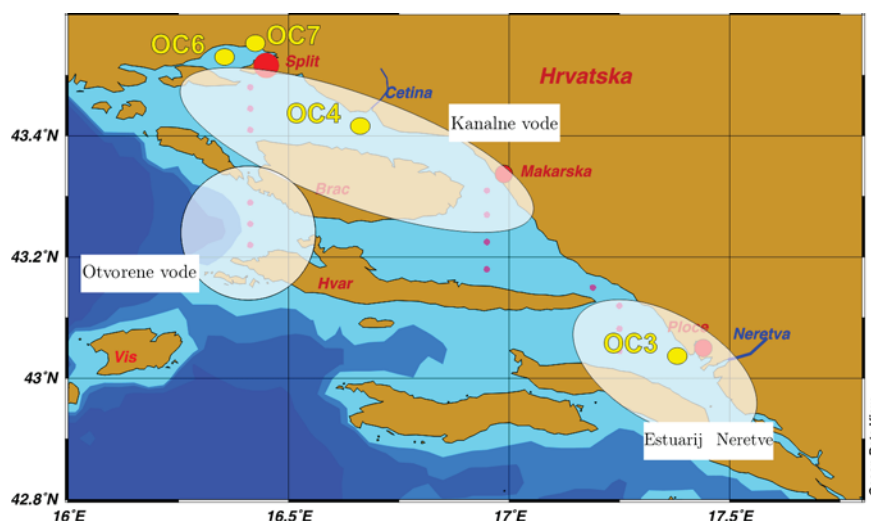 OC6
OC7
Split
Cetina
Hrvatska
OC4
Kanalne vode
43.4°N
Makarska
Brac
43.2°N
Otvorene vode
Hvar
Ploce
Neretva
OC3
Vis
43°N
Estuarij Neretve
42.8°N
16°E
16.5°E
17°E
17.5°E